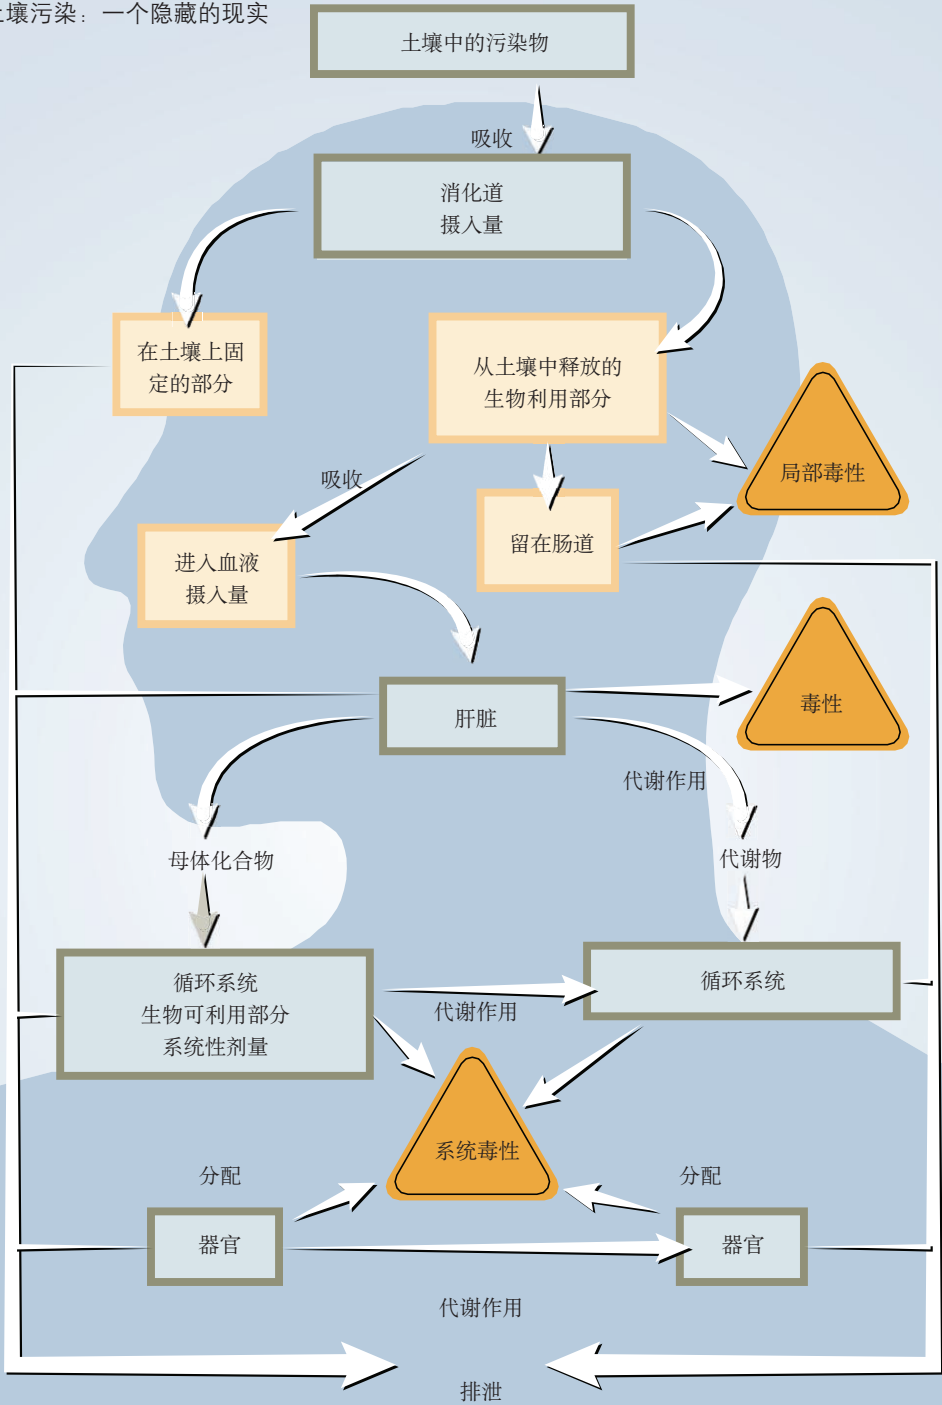 土壤污染：一个隐藏的现实
土壤中的污染物
吸收
消化道
摄入量
在土壤上固
定的部分
从土壤中释放的
生物利用部分
局部毒性
吸收
留在肠道
进入血液
摄入量
毒性
肝脏
代谢作用
母体化合物
代谢物
循环系统
生物可利用部分
系统性剂量
循环系统
代谢作用
系统毒性
分配
分配
器官
器官
代谢作用
排泄